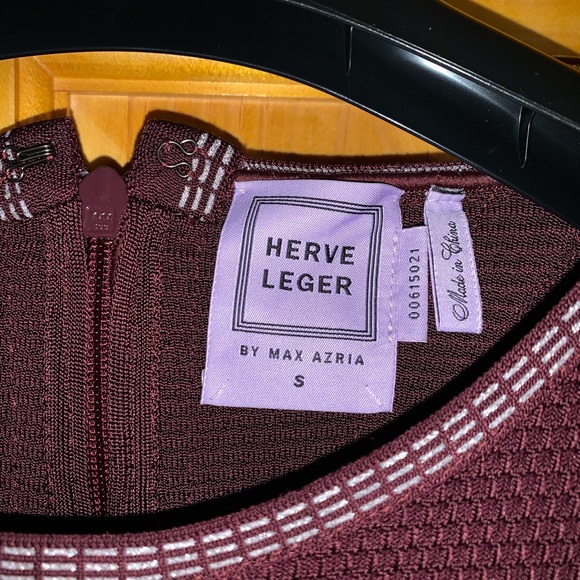 HERVE
LEGER
BY MAX AZRIA
S
00615021
Made in China